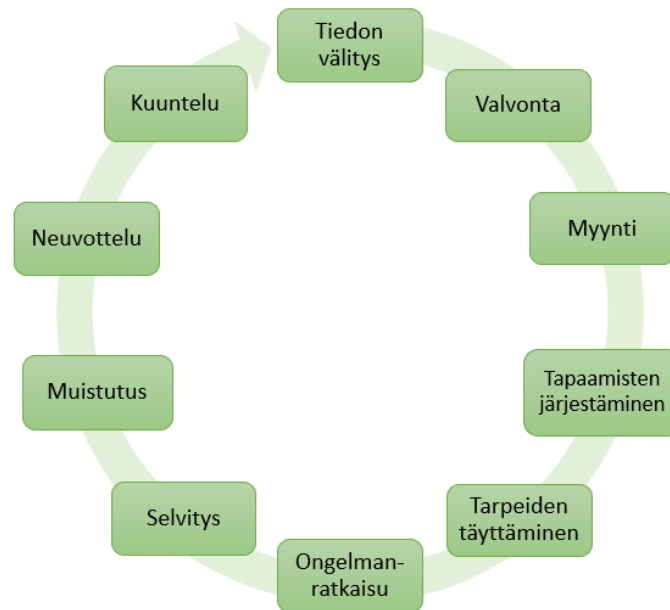 Tiedon
välitys
Valvonta
Myynti
Tapaamisten
järjestäminen
Tarpeiden
täyttäminen
Ongelman-
ratkaisu
Selvitys
Muistutus
Neuvottelu
Kuuntelu